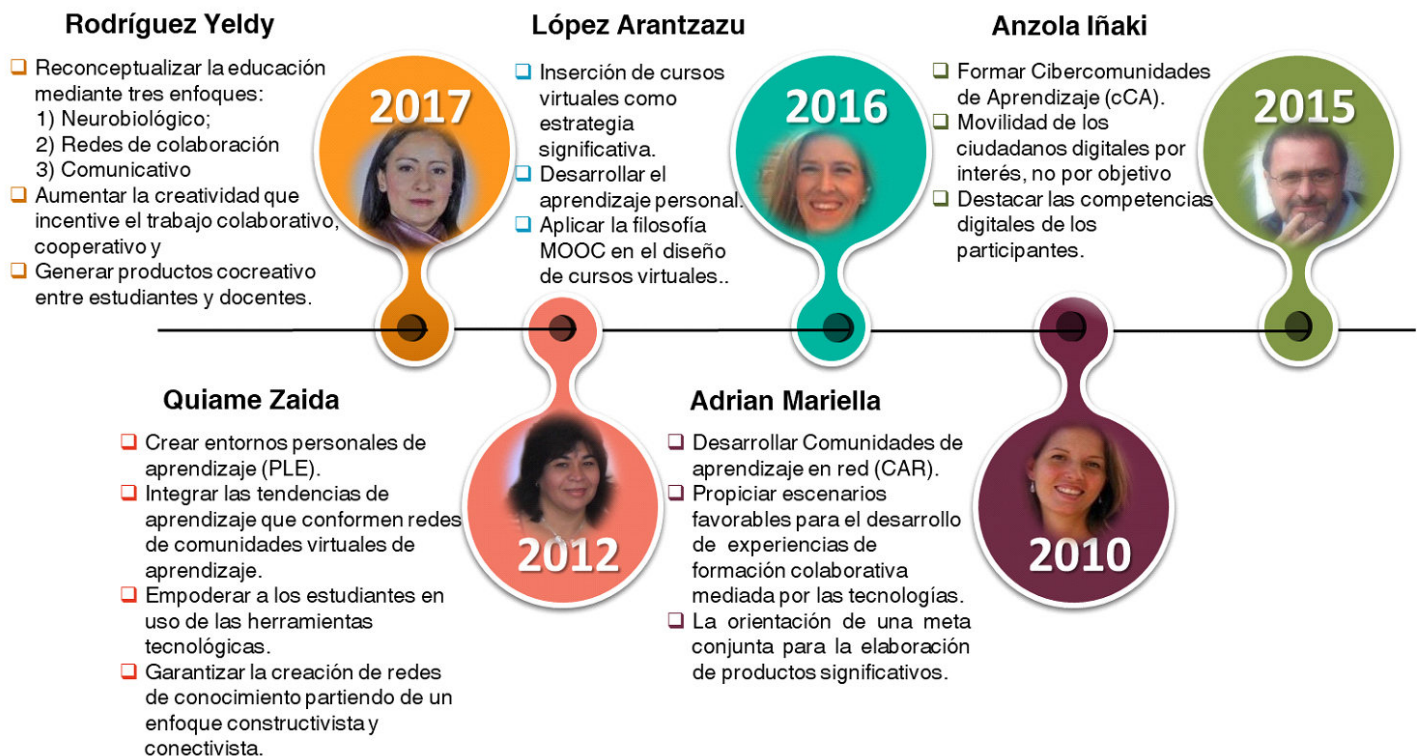 Rodríguez Yeldy
Reconceptualizar la educación
mediante tres enfoques:
1) Neurobiológico;
2) Redes de colaboración
3) Comunicativo
Aumentar la creatividad que
incentive el trabajo colaborativo,
cooperativo y
Generar productos cocreativo
entre estudiantes y docentes.
2017
López Arantzazu
Inserción de cursos
virtuales como
estrategia
significativa.
Desarrollar el
aprendizaje personal.
Aplicar la filosofía
MOOC en el diseño
de cursos virtuales..
2016
Anzola Iñaki
Formar Cibercomunidades
de Aprendizaje (cCA).
Movilidad de los
ciudadanos digitales por
interés, no por objetivo
Destacar las competencias
digitales de los
participantes.
2015
Quiame Zaida
Crear entornos personales de
aprendizaje (PLE).
Integrar las tendencias de
aprendizaje que conformen redes
de comunidades virtuales de
aprendizaje.
Empoderar a los estudiantes en
uso de las herramientas
tecnológicas.
Garantizar la creación de redes
de conocimiento partiendo de un
enfoque constructivista y
conectivista.
2012
Adrian Mariella
Desarrollar Comunidades de
aprendizaje en red (CAR).
Propiciar escenarios
favorables para el desarrollo
de experiencias de
formación colaborativa
mediada por las tecnologías.
La orientación de una meta
conjunta para la elaboración
de productos significativos.
2010